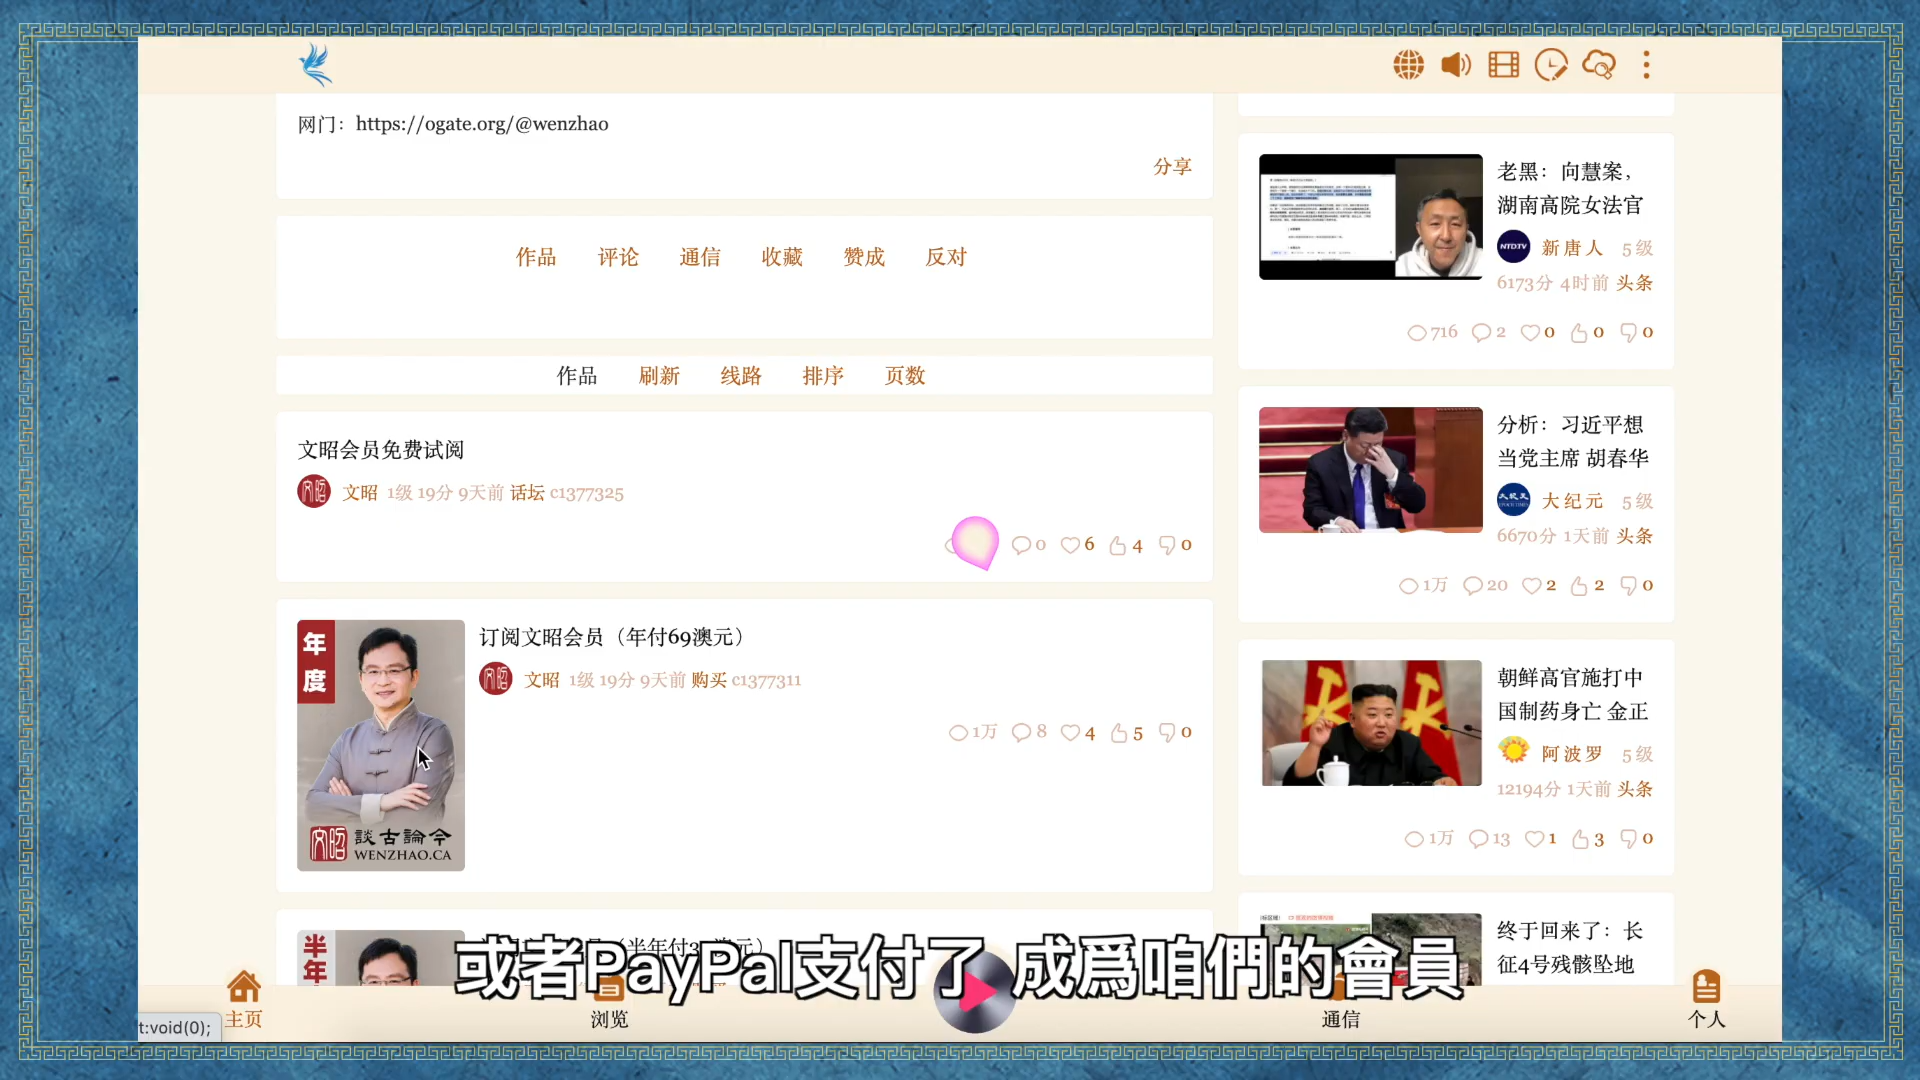 网门：https://ogate.org/@wenzhao
分享
作品 评论 通信 收藏 赞成 反对
作品 刷新 线路 排序 页数
文昭会员免费试阅
文昭 1级 19分 9天前 话坛 c1377325
0 6 4 0
年度
订阅文昭会员（年付69澳元）
文昭 1级 19分 9天前 购买 c1377311
1万 8 4 5 0
文昭 談古論今
WENZHAO.CA
半年
老黑：向慧案，
湖南高院女法官
NTDTV 新唐人 5级
6173分 4时前 头条
716 2 0 0 0
分析：习近平想
当党主席 胡春华
大纪元 5级
6670分 1天前 头条
1万 20 2 2 0
朝鲜高官施打中
国制药身亡 金正
阿波罗 5级
12194分 1天前 头条
1万 13 1 3 0
终于回来了：长
征4号残骸坠地
或者PayPal支付了 成爲咱們的會員
t:void(0);
主页 浏览 通信 个人